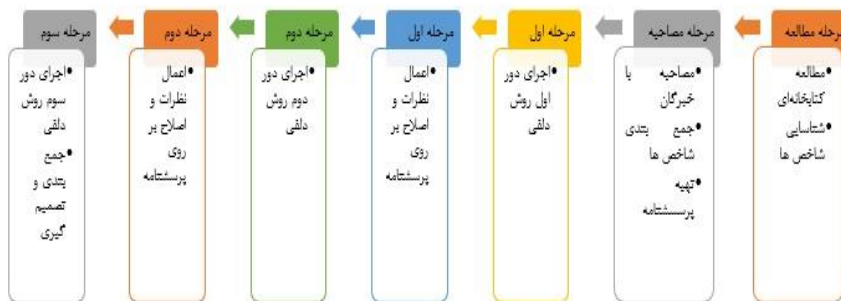 مرحله مطالعه
•مطالعه
کتابخانه‌ای
•شناسایی
شاخص ها
مرحله مصاحبه
•مصاحبه با
خبرگان
•جمع بندی
شاخص ها
•تهیه
پرسشنامه
مرحله اول
•اجرای دور
اول روش
دلفی
مرحله اول
•اعمال
نظرات و
اصلاح بر
روی
پرسشنامه
مرحله دوم
•اجرای دور
دوم روش
دلفی
مرحله دوم
•اعمال
نظرات و
اصلاح بر
روی
پرسشنامه
مرحله سوم
•اجرای دور
سوم روش
دلفی
•جمع
بندی و
تصمیم
گیری